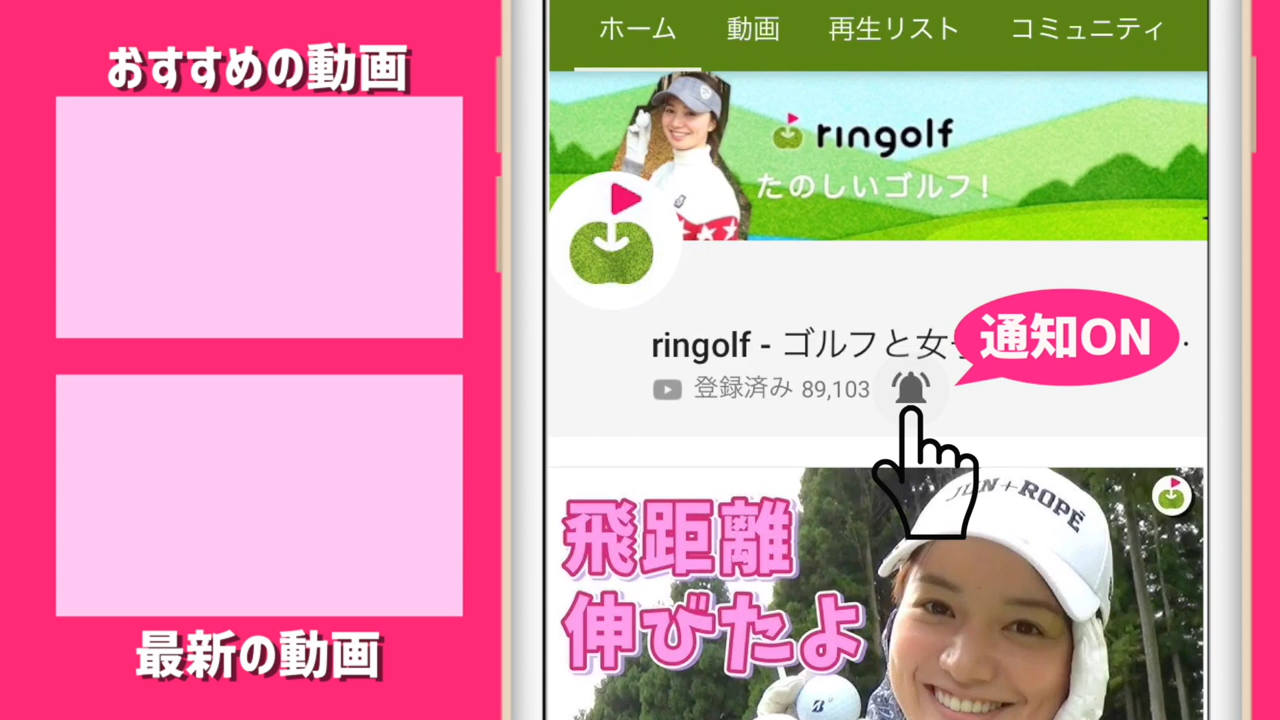 おすすめの動画
最新の動画
ホーム 動画 再生リスト コミュニティ
ringolf
たのしいゴルフ!
ringolf - ゴルフと女
通知ON
登録済み 89,103
JUN+ROPÉ
飛距離
伸びたよ
B